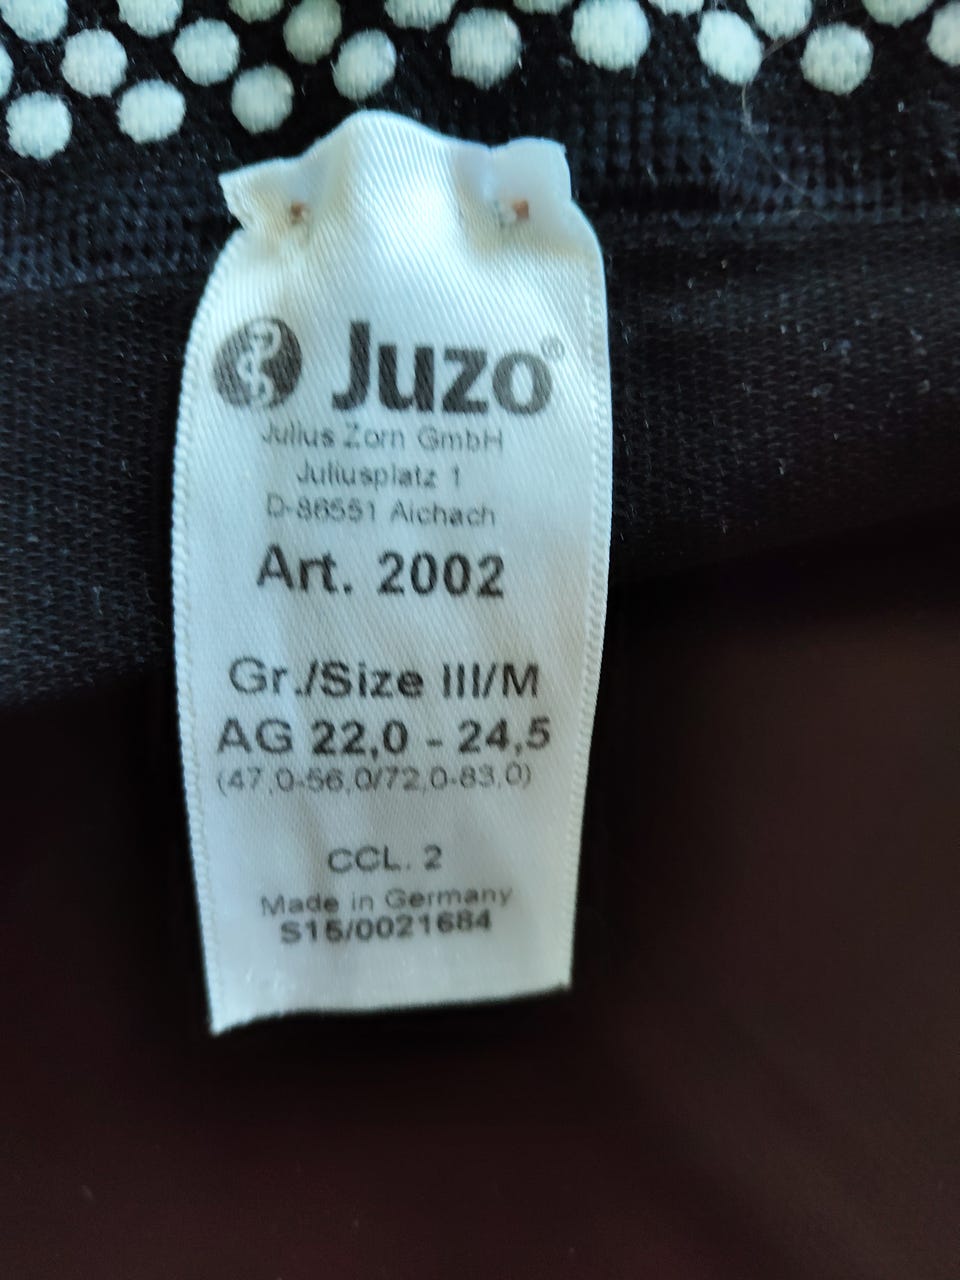 Juzo®
Julius Zorn GmbH
Juliusplatz 1
D-86551 Aichach
Art. 2002
Gr./Size III/M
AG 22,0 - 24,5
(47,0-56,0/72,0-83,0)
CCL. 2
Made in Germany
S15/0021684